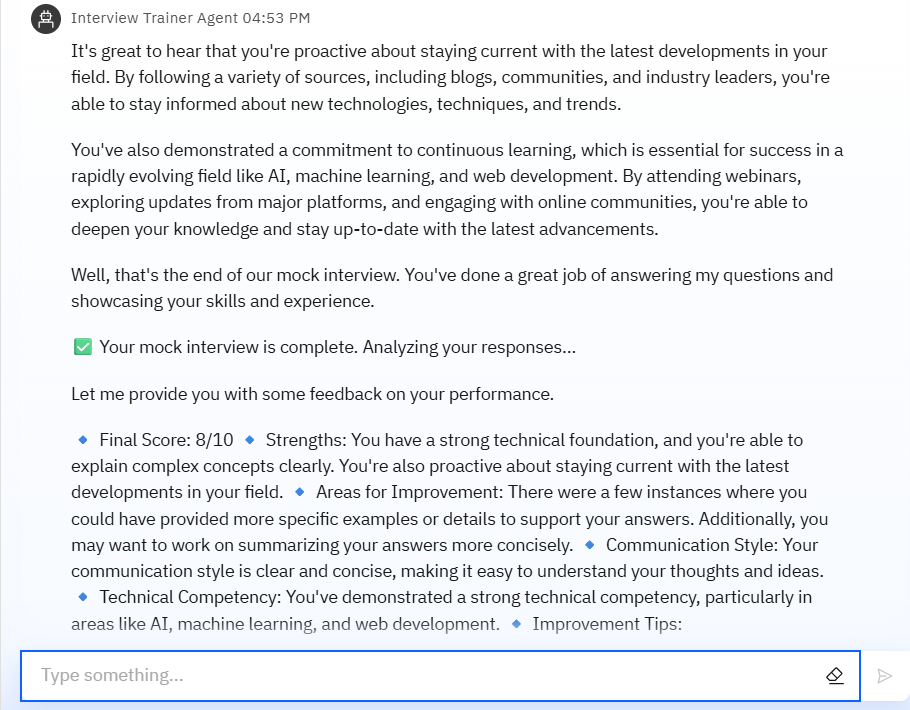 Interview Trainer Agent 04:53 PM
It's great to hear that you're proactive about staying current with the latest developments in your
field. By following a variety of sources, including blogs, communities, and industry leaders, you're
able to stay informed about new technologies, techniques, and trends.
You've also demonstrated a commitment to continuous learning, which is essential for success in a
rapidly evolving field like AI, machine learning, and web development. By attending webinars,
exploring updates from major platforms, and engaging with online communities, you're able to
deepen your knowledge and stay up-to-date with the latest advancements.
Well, that's the end of our mock interview. You've done a great job of answering my questions and
showcasing your skills and experience.
✅ Your mock interview is complete. Analyzing your responses...
Let me provide you with some feedback on your performance.
🔹 Final Score: 8/10 🔹 Strengths: You have a strong technical foundation, and you're able to
explain complex concepts clearly. You're also proactive about staying current with the latest
developments in your field. 🔹 Areas for Improvement: There were a few instances where you
could have provided more specific examples or details to support your answers. Additionally, you
may want to work on summarizing your answers more concisely. 🔹 Communication Style: Your
communication style is clear and concise, making it easy to understand your thoughts and ideas.
🔹 Technical Competency: You've demonstrated a strong technical competency, particularly in
areas like AI, machine learning, and web development. 🔹 Improvement Tips:
Type something...